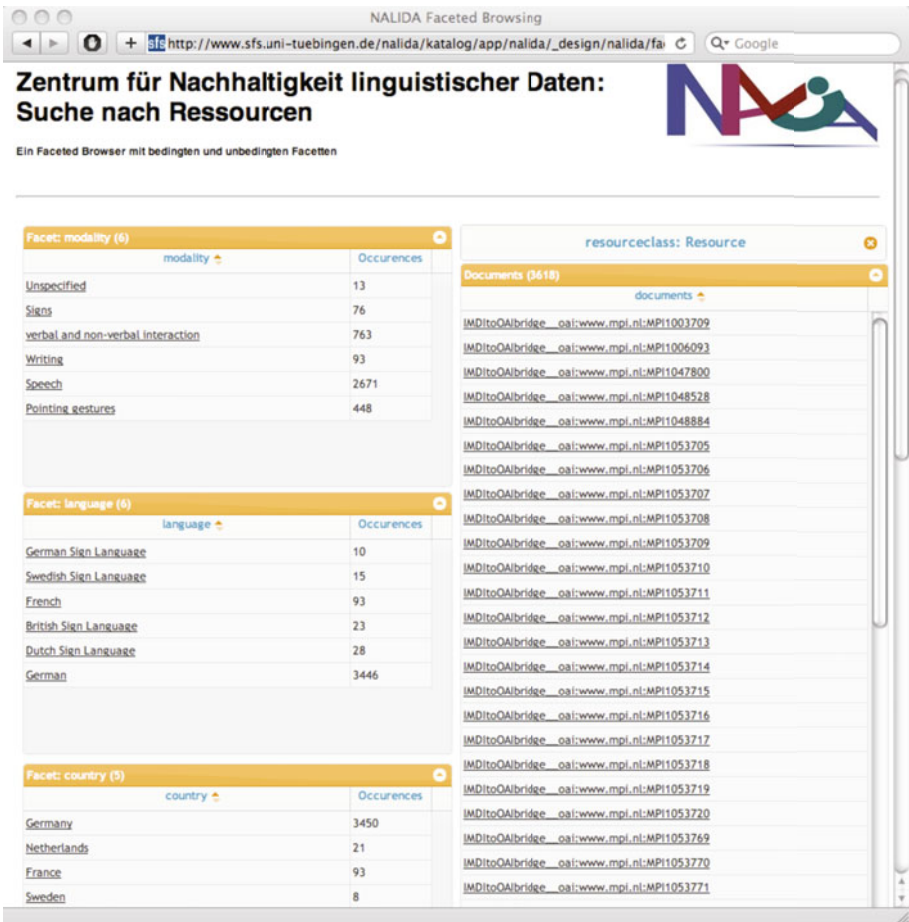 NALIDA Faceted Browsing
sfs http://www.sfs.uni-tuebingen.de/nalida/katalog/app/nalida/_design/nalida/fa
Google
Zentrum für Nachhaltigkeit linguistischer Daten:
Suche nach Ressourcen
NALIDA
Ein Faceted Browser mit bedingten und unbedingten Facetten
Facet: modality (6)
modality Occurences
Unspecified 13
Signs 76
verbal and non-verbal interaction 763
Writing 93
Speech 2671
Pointing gestures 448
Facet: language (6)
language Occurences
German Sign Language 10
Swedish Sign Language 15
French 93
British Sign Language 23
Dutch Sign Language 28
German 3446
Facet: country (5)
country Occurences
Germany 3450
Netherlands 21
France 93
Sweden 8
resourceclass: Resource
Documents (3618)
documents
IMDItoOAIbridge__oai:www.mpi.nl:MPI1003709
IMDItoOAIbridge__oai:www.mpi.nl:MPI1006093
IMDItoOAIbridge__oai:www.mpi.nl:MPI1047800
IMDItoOAIbridge__oai:www.mpi.nl:MPI1048528
IMDItoOAIbridge__oai:www.mpi.nl:MPI1048884
IMDItoOAIbridge__oai:www.mpi.nl:MPI1053705
IMDItoOAIbridge__oai:www.mpi.nl:MPI1053706
IMDItoOAIbridge__oai:www.mpi.nl:MPI1053707
IMDItoOAIbridge__oai:www.mpi.nl:MPI1053708
IMDItoOAIbridge__oai:www.mpi.nl:MPI1053709
IMDItoOAIbridge__oai:www.mpi.nl:MPI1053710
IMDItoOAIbridge__oai:www.mpi.nl:MPI1053711
IMDItoOAIbridge__oai:www.mpi.nl:MPI1053712
IMDItoOAIbridge__oai:www.mpi.nl:MPI1053713
IMDItoOAIbridge__oai:www.mpi.nl:MPI1053714
IMDItoOAIbridge__oai:www.mpi.nl:MPI1053715
IMDItoOAIbridge__oai:www.mpi.nl:MPI1053716
IMDItoOAIbridge__oai:www.mpi.nl:MPI1053717
IMDItoOAIbridge__oai:www.mpi.nl:MPI1053718
IMDItoOAIbridge__oai:www.mpi.nl:MPI1053719
IMDItoOAIbridge__oai:www.mpi.nl:MPI1053720
IMDItoOAIbridge__oai:www.mpi.nl:MPI1053769
IMDItoOAIbridge__oai:www.mpi.nl:MPI1053770
IMDItoOAIbridge__oai:www.mpi.nl:MPI1053771